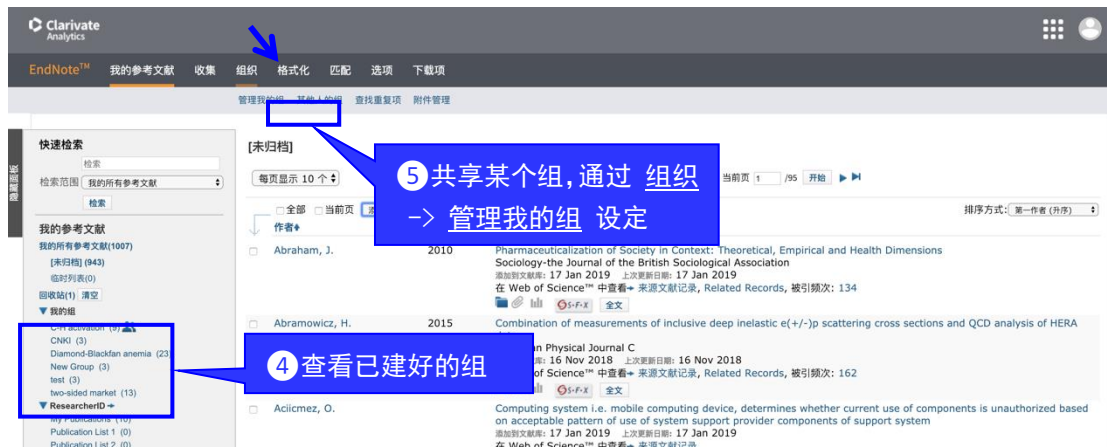 Clarivate
Analytics
EndNote™ 我的参考文献 收集 组织 格式化 匹配 选项 下载项
管理我的组 其他人的组 查找重复项 附件管理
隐藏面板
快速检索
检索
检索范围 我的所有参考文献
检索
我的参考文献
我的所有参考文献(1007)
[未归档] (943)
临时列表(0)
回收站(1) 清空
▼ 我的组
C-H activation (9)
CNKI (3)
Diamond-Blackfan anemia (23)
New Group (3)
test (3)
two-sided market (13)
▼ ResearcherID
My Publications (10)
Publication List 1 (0)
Publication List 2 (0)
[未归档]
每页显示 10 个
当前页 1 /95 开始
❺共享某个组,通过 组织
-> 管理我的组 设定
全部 当前页
排序方式: 第一作者 (升序)
作者
Abraham, J. 2010 Pharmaceuticalization of Society in Context: Theoretical, Empirical and Health Dimensions
Sociology-the Journal of the British Sociological Association
添加到文献库: 17 Jan 2019 上次更新日期: 17 Jan 2019
在 Web of Science™ 中查看→ 来源文献记录, Related Records, 被引频次: 134
S·F·X 全文
Abramowicz, H. 2015 Combination of measurements of inclusive deep inelastic e(+/-)p scattering cross sections and QCD analysis of HERA
Physical Journal C
16 Nov 2018 上次更新日期: 16 Nov 2018
of Science™ 中查看→ 来源文献记录, Related Records, 被引频次: 162
S·F·X 全文
❹查看已建好的组
Aciicmez, O. Computing system i.e. mobile computing device, determines whether current use of components is unauthorized based
on acceptable pattern of use of system support provider components of support system
添加到文献库: 17 Jan 2019 上次更新日期: 17 Jan 2019
在 Web of Science™ 中查看→ 来源文献记录